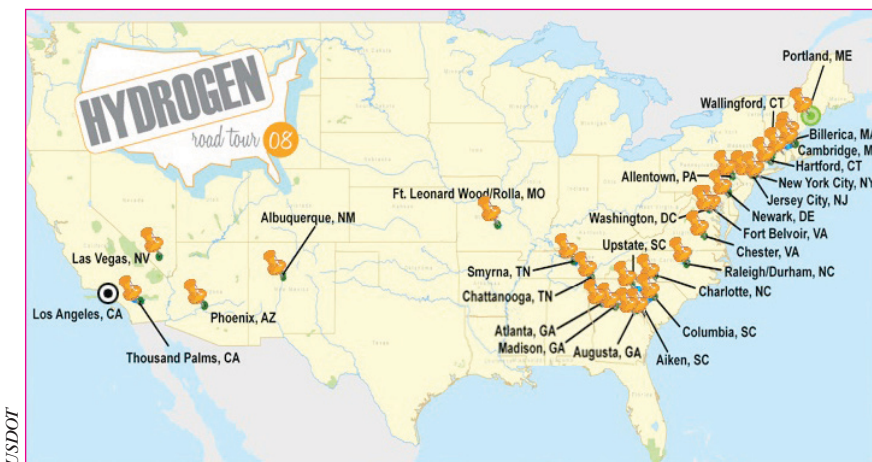 HYDROGEN
road tour 08
Portland, ME
Wallingford, CT
Billerica, MA
Cambridge, M
Hartford, CT
Allentown, PA
New York City, NY
Jersey City, NJ
Newark, DE
Washington, DC
Fort Belvoir, VA
Chester, VA
Ft. Leonard Wood/Rolla, MO
Albuquerque, NM
Upstate, SC
Raleigh/Durham, NC
Las Vegas, NV
Smyrna, TN
Chattanooga, TN
Charlotte, NC
Los Angeles, CA
Phoenix, AZ
Thousand Palms, CA
Atlanta, GA
Madison, GA
Augusta, GA
Columbia, SC
Aiken, SC
USDOT